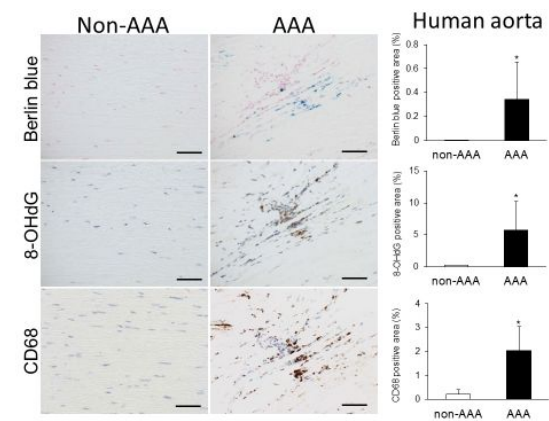 Non-AAA
AAA
Human aorta
Berlin blue
8-OHdG
CD68
Berlin blue positive area (%)
0.8
0.6
0.4
0.2
0
*
non-AAA
AAA
8-OHdG positive area (%)
15
10
5
0
*
non-AAA
AAA
CD68 positive area (%)
4
3
2
1
0
*
non-AAA
AAA